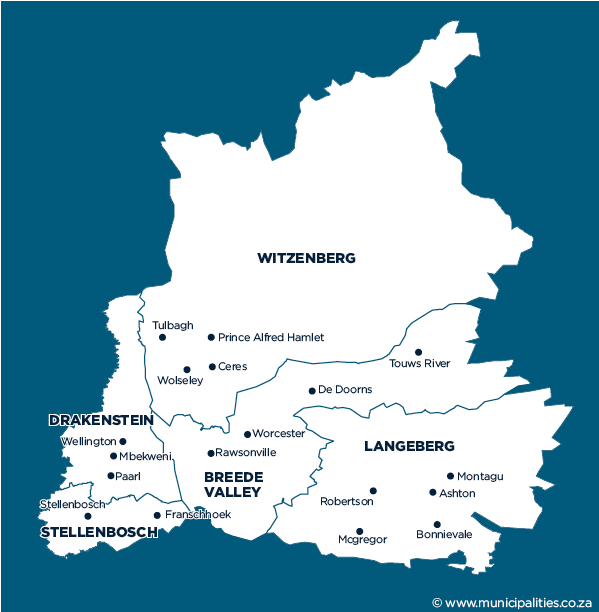 WITZENBERG
Tulbagh
Prince Alfred Hamlet
Ceres
Wolseley
Touws River
De Doorns
DRAKENSTEIN
Wellington
Mbekweni
Paarl
Worcester
Rawsonville
BREEDE
VALLEY
LANGEBERG
Montagu
Ashton
Robertson
Bonnievale
Mcgregor
Stellenbosch
Franschhoek
STELLENBOSCH
© www.municipalities.co.za